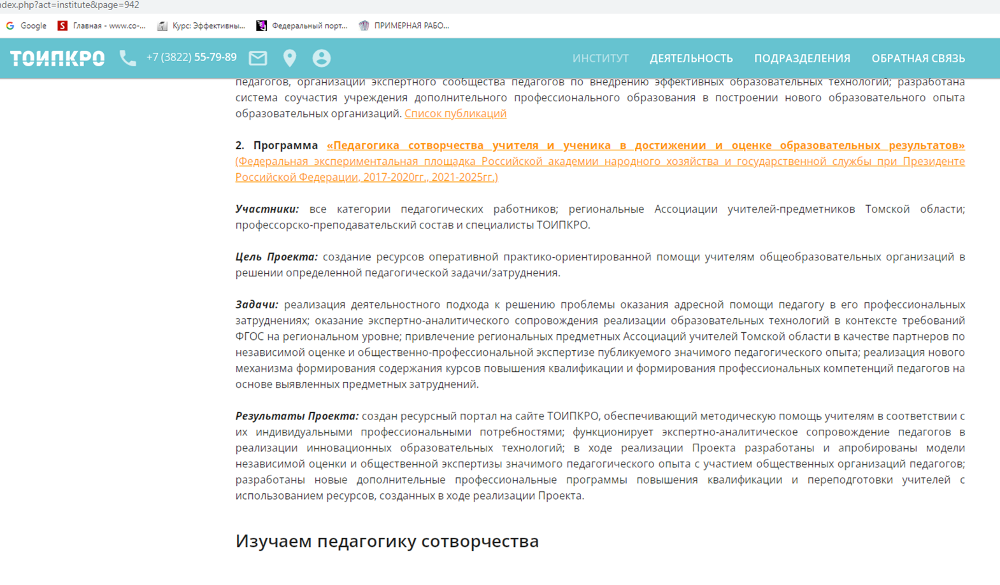 ndex.php?act=institute&page=942
Google Главная - www.co-... Курс: Эффективны... Федеральный порт... ПРИМЕРНАЯ РАБО...
ТОИПКРО +7 (3822) 55-79-89 ИНСТИТУТ ДЕЯТЕЛЬНОСТЬ ПОДРАЗДЕЛЕНИЯ ОБРАТНАЯ СВЯЗЬ
педагогов, организации экспертного сообщества педагогов по внедрению эффективных образовательных технологий; разработана
система соучастия учреждения дополнительного профессионального образования в построении нового образовательного опыта
образовательных организаций. Список публикаций
2. Программа «Педагогика сотворчества учителя и ученика в достижении и оценке образовательных результатов»
(Федеральная экспериментальная площадка Российской академии народного хозяйства и государственной службы при Президенте
Российской Федерации, 2017-2020гг., 2021-2025гг.)
Участники: все категории педагогических работников; региональные Ассоциации учителей-предметников Томской области;
профессорско-преподавательский состав и специалисты ТОИПКРО.
Цель Проекта: создание ресурсов оперативной практико-ориентированной помощи учителям общеобразовательных организаций в
решении определенной педагогической задачи/затруднения.
Задачи: реализация деятельностного подхода к решению проблемы оказания адресной помощи педагогу в его профессиональных
затруднениях; оказание экспертно-аналитического сопровождения реализации образовательных технологий в контексте требований
ФГОС на региональном уровне; привлечение региональных предметных Ассоциаций учителей Томской области в качестве партнеров по
независимой оценке и общественно-профессиональной экспертизе публикуемого значимого педагогического опыта; реализация нового
механизма формирования содержания курсов повышения квалификации и формирования профессиональных компетенций педагогов на
основе выявленных предметных затруднений.
Результаты Проекта: создан ресурсный портал на сайте ТОИПКРО, обеспечивающий методическую помощь учителям в соответствии с
их индивидуальными профессиональными потребностями; функционирует экспертно-аналитическое сопровождение педагогов в
реализации инновационных образовательных технологий; в ходе реализации Проекта разработаны и апробированы модели
независимой оценки и общественной экспертизы значимого педагогического опыта с участием общественных организаций педагогов;
разработаны новые дополнительные профессиональные программы повышения квалификации и переподготовки учителей с
использованием ресурсов, созданных в ходе реализации Проекта.
Изучаем педагогику сотворчества